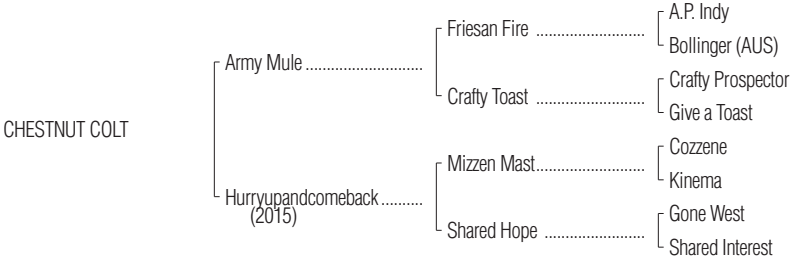 A.P. Indy
Friesan Fire ..........................
Bollinger (AUS)
Army Mule ............................
Crafty Prospector
Crafty Toast ..........................
Give a Toast
CHESTNUT COLT
Cozzene
Mizzen Mast..........................
Kinema
Hurryupandcomeback..........
(2015)
Gone West
Shared Hope ........................
Shared Interest